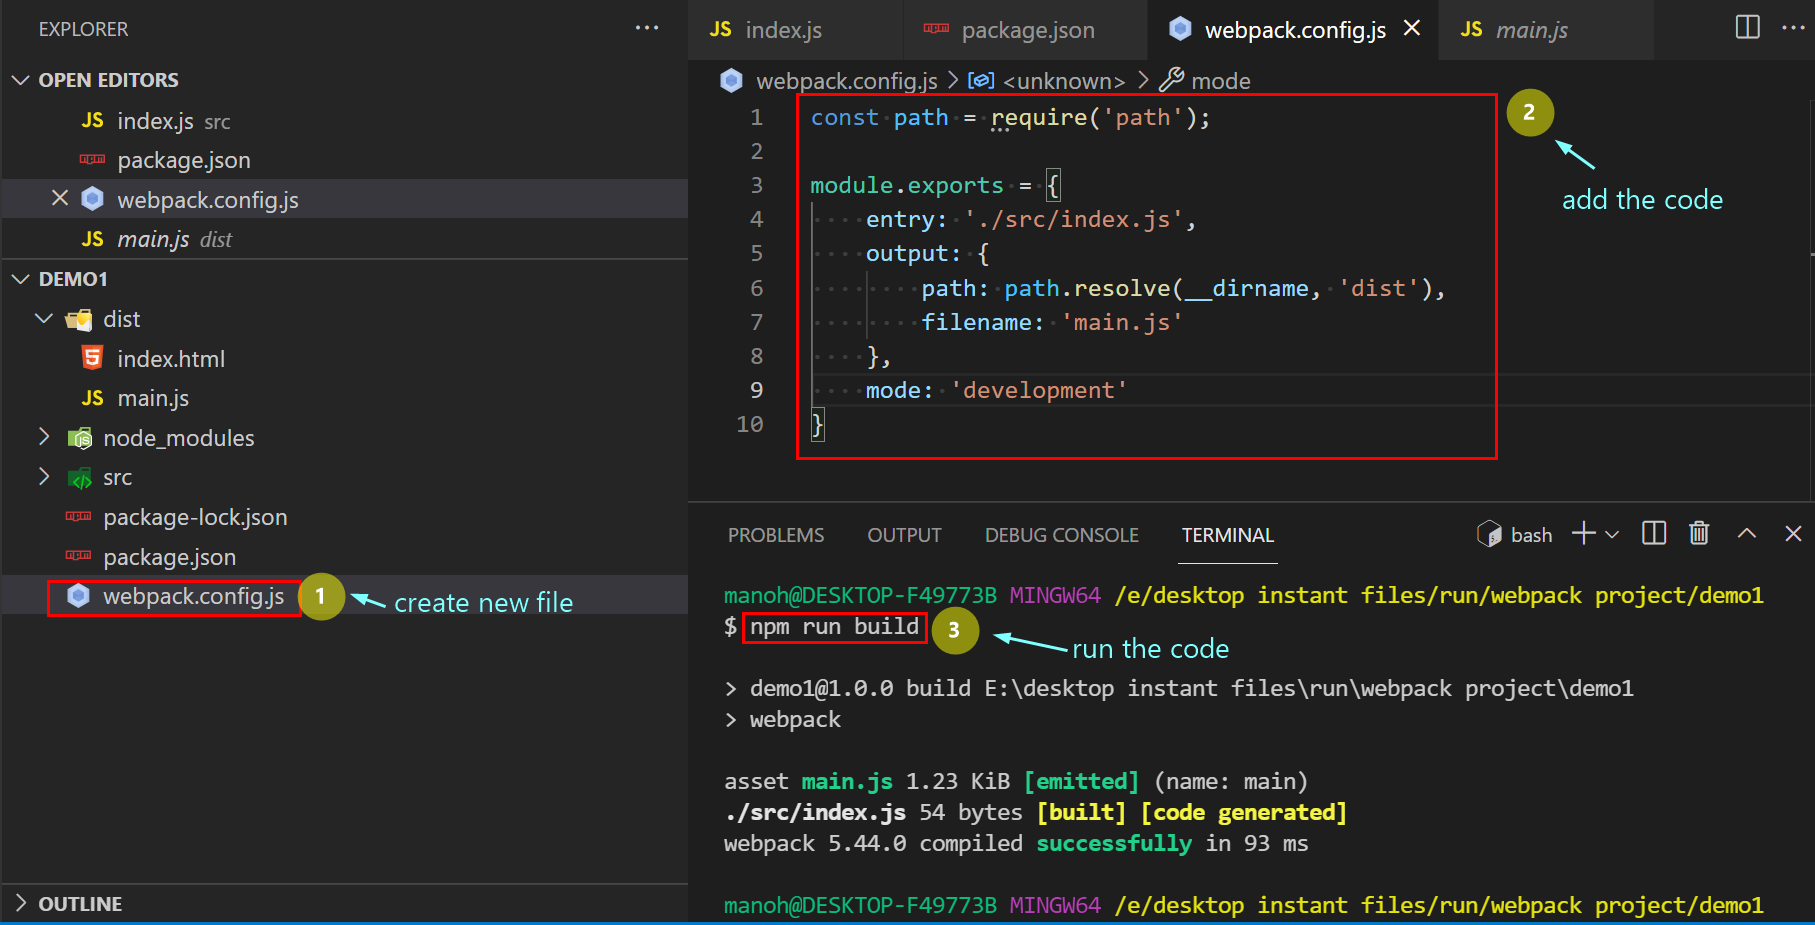 EXPLORER
OPEN EDITORS
JS index.js src
package.json
webpack.config.js
JS main.js dist
DEMO1
dist
5 index.html
JS main.js
node_modules
src
package-lock.json
package.json
webpack.config.js
1
create new file
OUTLINE
JS index.js
package.json
webpack.config.js
JS main.js
webpack.config.js > <unknown> > mode
1 const path = require('path');
2
3 module.exports = {
4 entry: './src/index.js',
5 output: {
6 path: path.resolve(__dirname, 'dist'),
7 filename: 'main.js'
8 },
9 mode: 'development'
10 }
2
add the code
PROBLEMS OUTPUT DEBUG CONSOLE TERMINAL
bash
manoh@DESKTOP-F49773B MINGW64 /e/desktop instant files/run/webpack project/demo1
$ npm run build
3
run the code
> demo1@1.0.0 build E:\desktop instant files\run\webpack project\demo1
> webpack
asset main.js 1.23 KiB [emitted] (name: main)
./src/index.js 54 bytes [built] [code generated]
webpack 5.44.0 compiled successfully in 93 ms
manoh@DESKTOP-F49773B MINGW64 /e/desktop instant files/run/webpack project/demo1